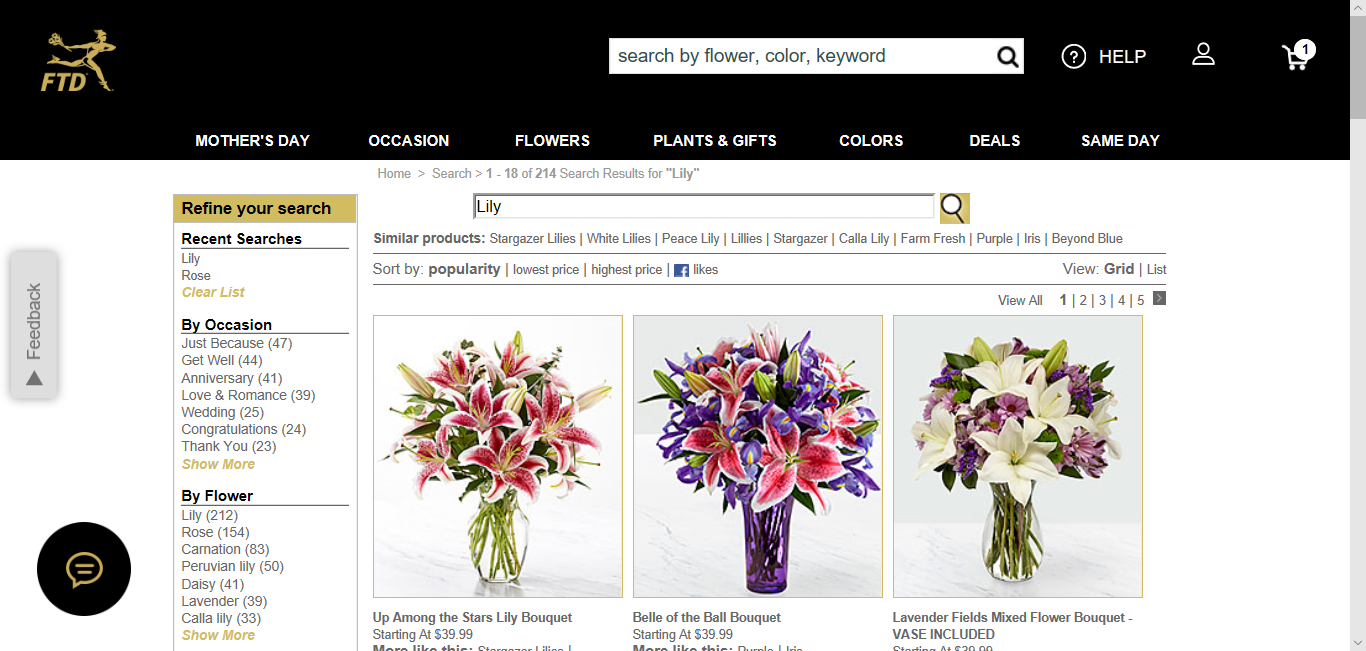 FTD
search by flower, color, keyword
? HELP
1
MOTHER'S DAY OCCASION FLOWERS PLANTS & GIFTS COLORS DEALS SAME DAY
Home > Search > 1 - 18 of 214 Search Results for "Lily"
Refine your search
Recent Searches
Lily
Rose
Clear List
By Occasion
Just Because (47)
Get Well (44)
Anniversary (41)
Love & Romance (39)
Wedding (25)
Congratulations (24)
Thank You (23)
Show More
By Flower
Lily (212)
Rose (154)
Carnation (83)
Peruvian lily (50)
Daisy (41)
Lavender (39)
Calla lily (33)
Show More
Feedback
Lily
Similar products: Stargazer Lilies | White Lilies | Peace Lily | Lillies | Stargazer | Calla Lily | Farm Fresh | Purple | Iris | Beyond Blue
Sort by: popularity | lowest price | highest price | f likes
View: Grid | List
View All 1 | 2 | 3 | 4 | 5
Up Among the Stars Lily Bouquet
Starting At $39.99
More like this: Stargazer Lilies |
Belle of the Ball Bouquet
Starting At $39.99
More like this: Purple | Iris
Lavender Fields Mixed Flower Bouquet -
VASE INCLUDED
Starting At $39.99